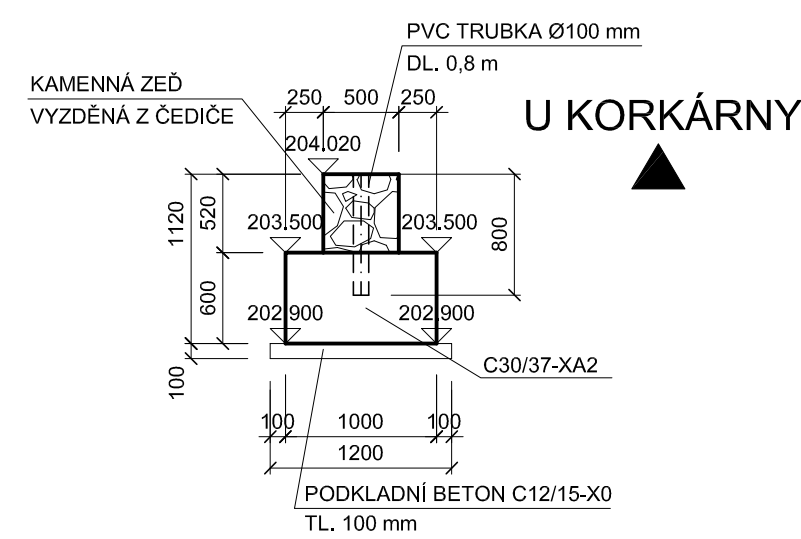 PVC TRUBKA Ø100 mm
DL. 0,8 m
KAMENNÁ ZEĎ
VYZDĚNÁ Z ČEDIČE
250 500 250
U KORKÁRNY
204.020
1120
520
203.500
203.500
800
600
202.900
202.900
C30/37-XA2
100
100 1000 100
1200
PODKLADNÍ BETON C12/15-X0
TL. 100 mm